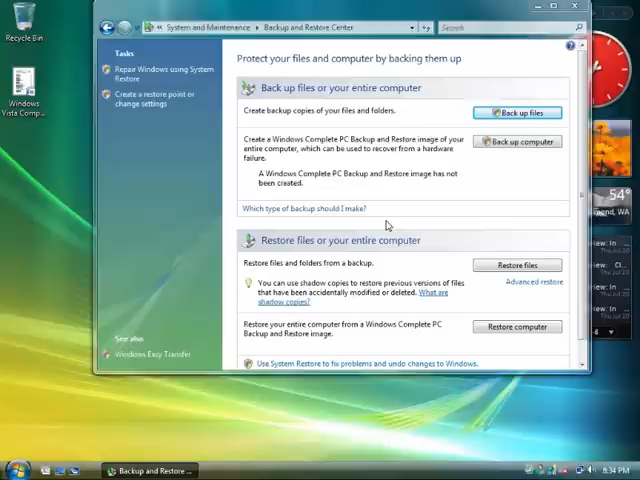 System and Maintenance
Backup and Restore Center
Search
Recycle Bin
Windows
Vista Comp...
Tasks
Repair Windows using System
Restore
Create a restore point or
change settings
See also
Windows Easy Transfer
Protect your files and computer by backing them up
Back up files or your entire computer
Create backup copies of your files and folders.
Back up files
Create a Windows Complete PC Backup and Restore image of your
entire computer, which can be used to recover from a hardware
failure.
Back up computer
A Windows Complete PC Backup and Restore image has not
been created.
Which type of backup should I make?
Restore files or your entire computer
Restore files and folders from a backup.
Restore files
You can use shadow copies to restore previous versions of files
that have been accidentally modified or deleted. What are
shadow copies?
Advanced restore
Restore your entire computer from a Windows Complete PC
Backup and Restore image.
Restore computer
Use System Restore to fix problems and undo changes to Windows.
54°
mond, WA
Backup and Restore ...
8:34 PM